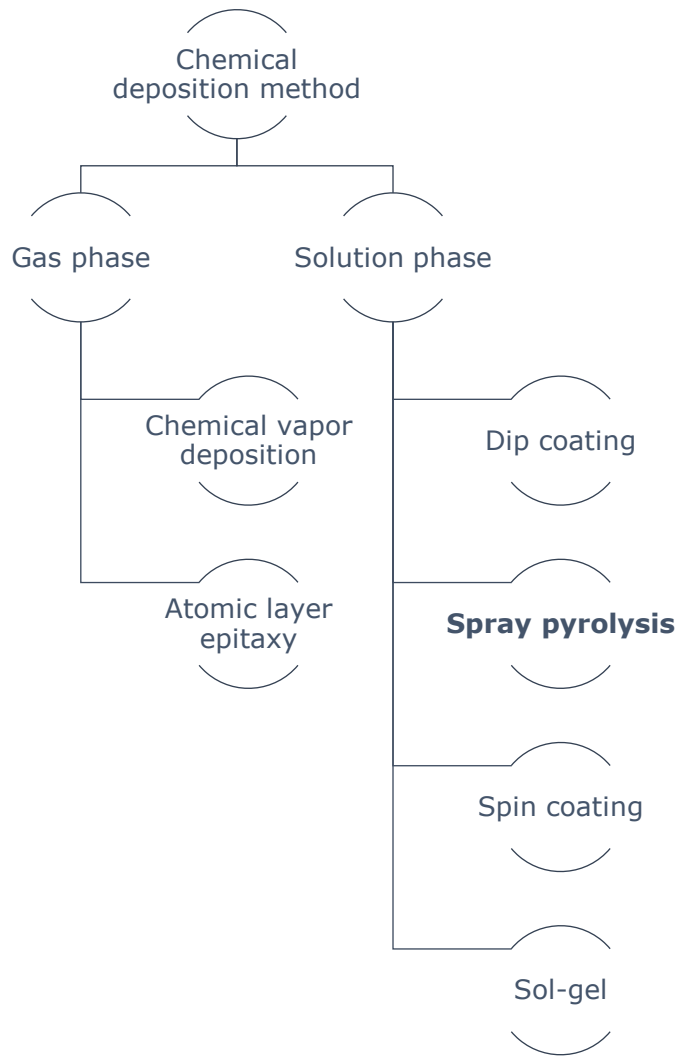 Chemical
deposition method
Gas phase
Solution phase
Chemical vapor
deposition
Dip coating
Atomic layer
epitaxy
Spray pyrolysis
Spin coating
Sol-gel